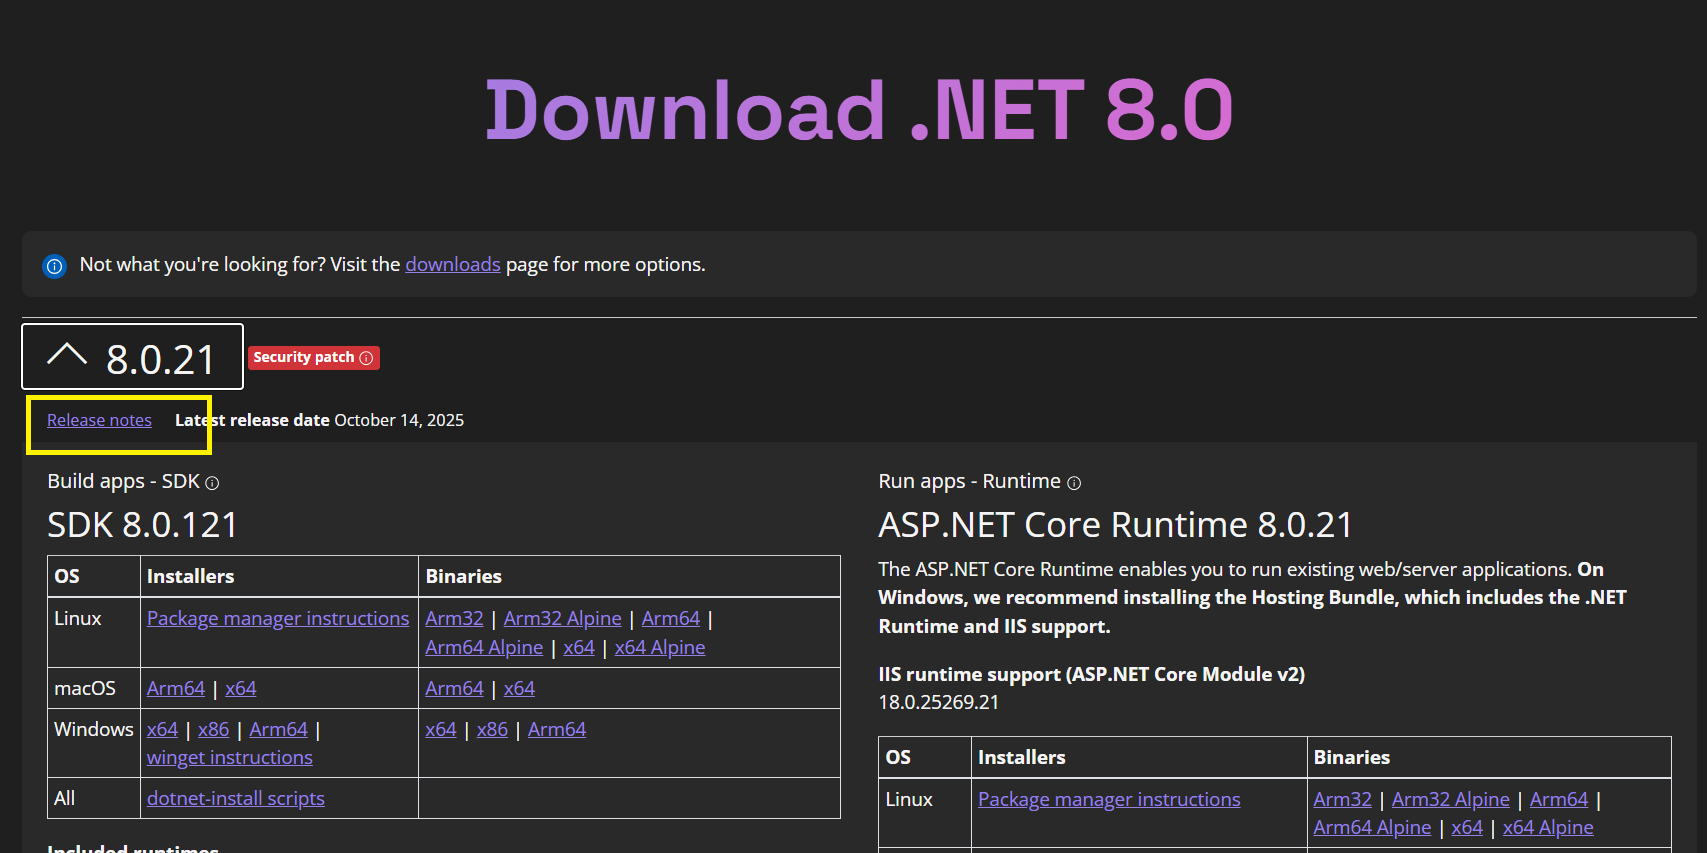 Download .NET 8.0
Not what you're looking for? Visit the downloads page for more options.
8.0.21 Security patch
Release notes Latest release date October 14, 2025
Build apps - SDK
SDK 8.0.121
OS Installers Binaries
Linux Package manager instructions Arm32 | Arm32 Alpine | Arm64 |
Arm64 Alpine | x64 | x64 Alpine
macOS Arm64 | x64 Arm64 | x64
Windows x64 | x86 | Arm64 | x64 | x86 | Arm64
winget instructions
All dotnet-install scripts
Included runtimes
Run apps - Runtime
ASP.NET Core Runtime 8.0.21
The ASP.NET Core Runtime enables you to run existing web/server applications. On
Windows, we recommend installing the Hosting Bundle, which includes the .NET
Runtime and IIS support.
IIS runtime support (ASP.NET Core Module v2)
18.0.25269.21
OS Installers Binaries
Linux Package manager instructions Arm32 | Arm32 Alpine | Arm64 |
Arm64 Alpine | x64 | x64 Alpine